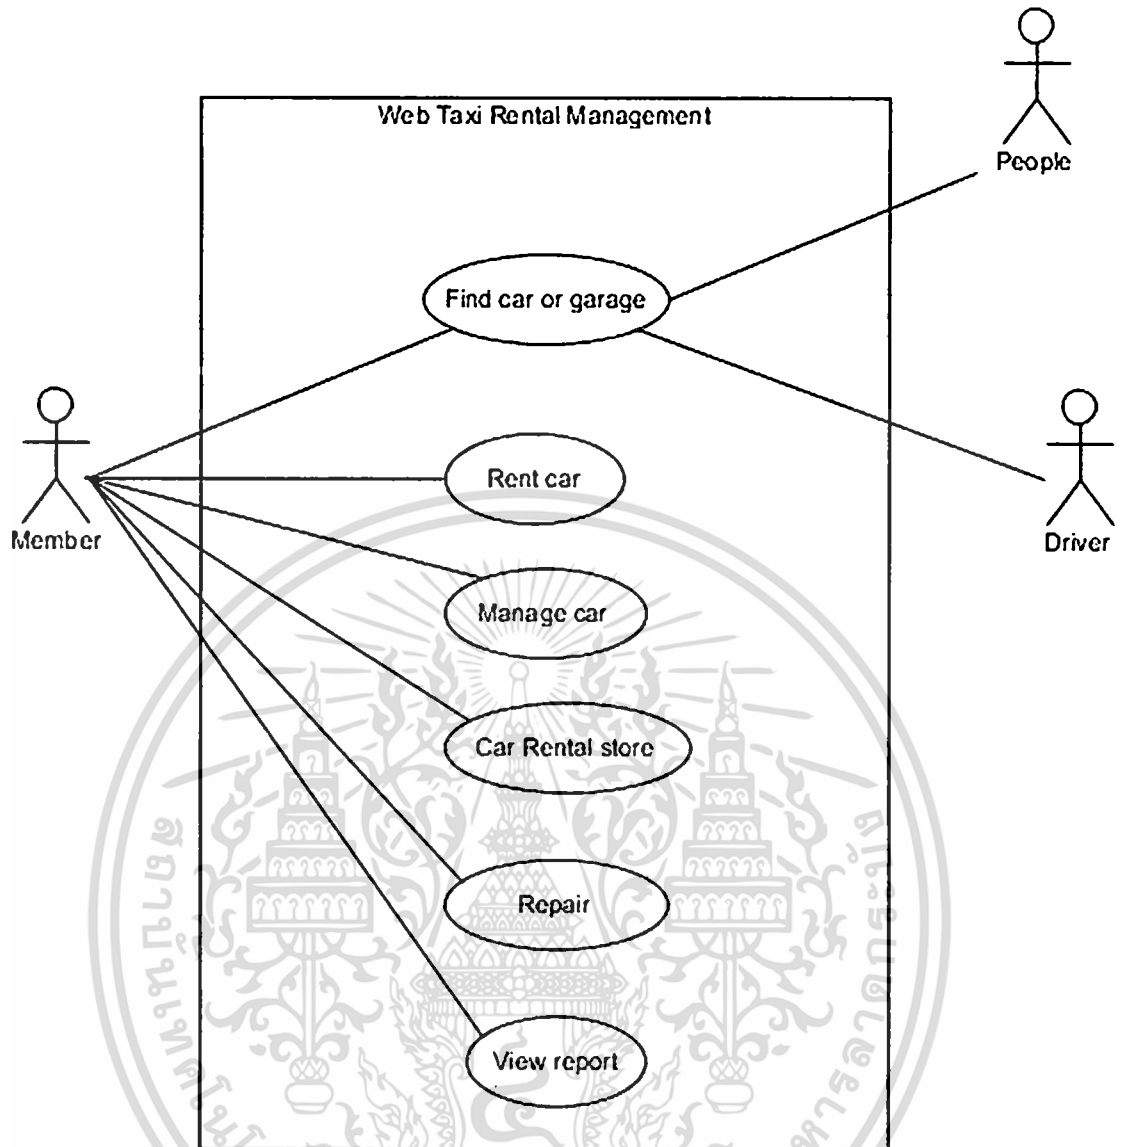 People
Web Taxi Rental Management
Find car or garage
Member
Driver
Rent car
Manage car
Car Rental store
Repair
View report